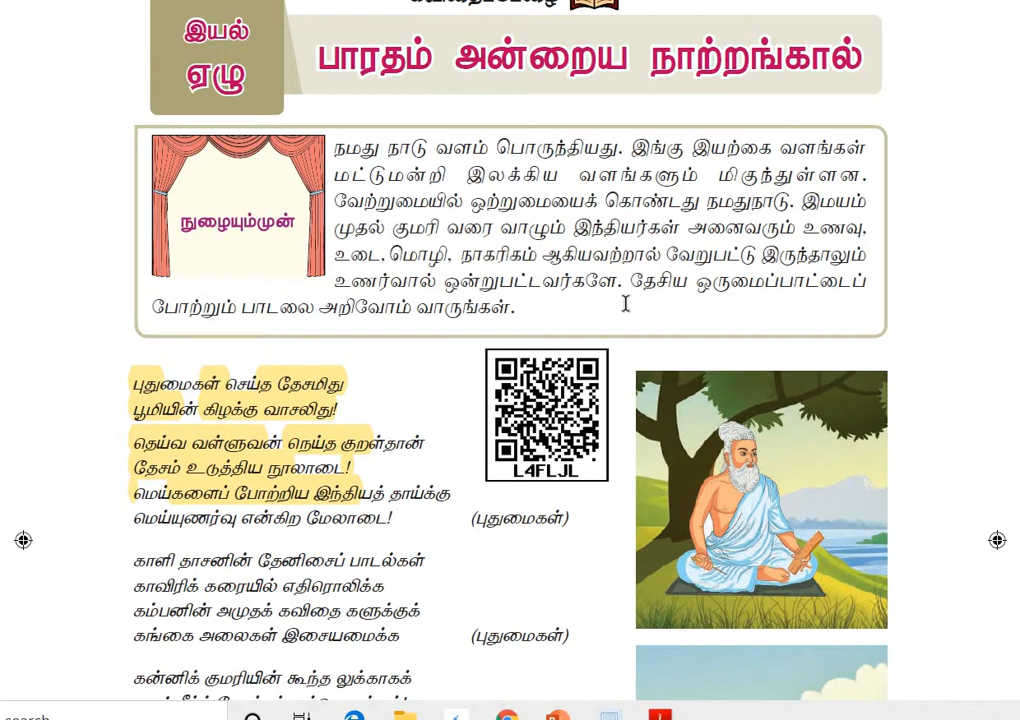 இயல்
ஏழு
பாரதம் அன்றைய நாற்றங்கால்
நுழையும்முன்
நமது நாடு வளம் பொருந்தியது. இங்கு இயற்கை வளங்கள்
மட்டுமன்றி இலக்கிய வளங்களும் மிகுந்துள்ளன.
வேற்றுமையில் ஒற்றுமையைக் கொண்டது நமதுநாடு. இமயம்
முதல் குமரி வரை வாழும் இந்தியர்கள் அனைவரும் உணவு,
உடை, மொழி, நாகரிகம் ஆகியவற்றால் வேறுபட்டு இருந்தாலும்
உணர்வால் ஒன்றுபட்டவர்களே. தேசிய ஒருமைப்பாட்டைப்
போற்றும் பாடலை அறிவோம் வாருங்கள்.
புதுமைகள் செய்த தேசமிது
பூமியின் கிழக்கு வாசலிது!
தெய்வ வள்ளுவன் நெய்த குறள்தான்
தேசம் உடுத்திய நூலாடை!
மெய்களைப் போற்றிய இந்தியத் தாய்க்கு
மெய்யுணர்வு என்கிற மேலாடை! (புதுமைகள்)
காளி தாசனின் தேனிசைப் பாடல்கள்
காவிரிக் கரையில் எதிரொலிக்க
கம்பனின் அமுதக் கவிதை களுக்குக்
கங்கை அலைகள் இசையமைக்க (புதுமைகள்)
கன்னிக் குமரியின் கூந்த லுக்காகக்
L4FLJL
search